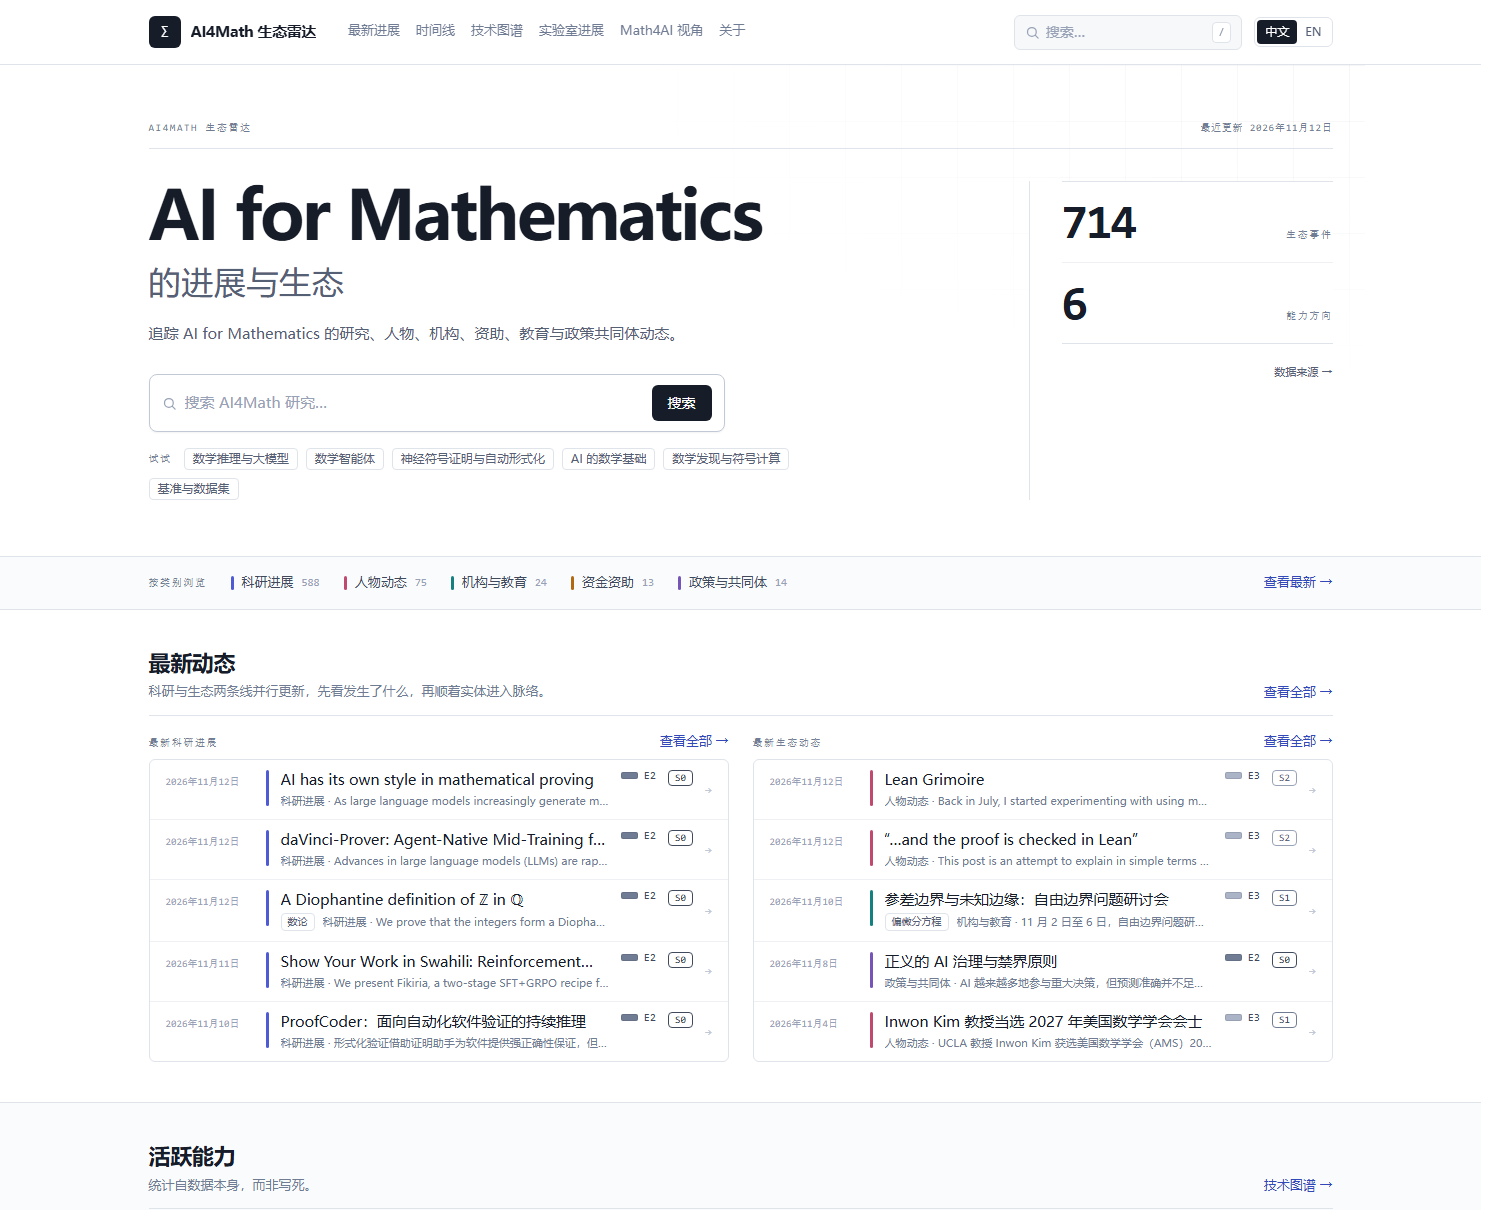 Σ AI4Math 生态雷达 最新进展 时间线 技术图谱 实验室进展 Math4AI 视角 关于 搜索... / 中文 EN
AI4MATH 生态雷达 最近更新 2026年11月12日
AI for Mathematics
的进展与生态
追踪 AI for Mathematics 的研究、人物、机构、资助、教育与政策共同体动态。
搜索 AI4Math 研究... 搜索
试试 数学推理与大模型 数学智能体 神经符号证明与自动形式化 AI 的数学基础 数学发现与符号计算
基准与数据集
714 生态事件
6 能力方向
数据来源 →
按类别浏览 科研进展 588 人物动态 75 机构与教育 24 资金资助 13 政策与共同体 14 查看最新 →
最新动态
科研与生态两条线并行更新，先看发生了什么，再顺着实体进入脉络。 查看全部 →
最新科研进展 查看全部 →
2026年11月12日 AI has its own style in mathematical proving E2 S0 →
科研进展 · As large language models increasingly generate m...
2026年11月12日 daVinci-Prover: Agent-Native Mid-Training f... E2 S0 →
科研进展 · Advances in large language models (LLMs) are rap...
2026年11月12日 A Diophantine definition of ℤ in ℚ E2 S0 →
数论 科研进展 · We prove that the integers form a Diopha...
2026年11月11日 Show Your Work in Swahili: Reinforcement... E2 S0 →
科研进展 · We present Fikiria, a two-stage SFT+GRPO recipe f...
2026年11月10日 ProofCoder：面向自动化软件验证的持续推理 E2 S0 →
科研进展 · 形式化验证借助证明助手为软件提供强正确性保证，但...
最新生态动态 查看全部 →
2026年11月12日 Lean Grimoire E3 S2 →
人物动态 · Back in July, I started experimenting with using m...
2026年11月12日 “...and the proof is checked in Lean” E3 S2 →
人物动态 · This post is an attempt to explain in simple terms ...
2026年11月10日 参差边界与未知边缘：自由边界问题研讨会 E3 S1 →
偏微分方程 机构与教育 · 11 月 2 日至 6 日，自由边界问题研...
2026年11月8日 正义的 AI 治理与禁界原则 E2 S0 →
政策与共同体 · AI 越来越多地参与重大决策，但预测准确并不足...
2026年11月4日 Inwon Kim 教授当选 2027 年美国数学学会会士 E3 S1 →
人物动态 · UCLA 教授 Inwon Kim 获选美国数学学会（AMS）20...
活跃能力
统计自数据本身，而非写死。 技术图谱 →